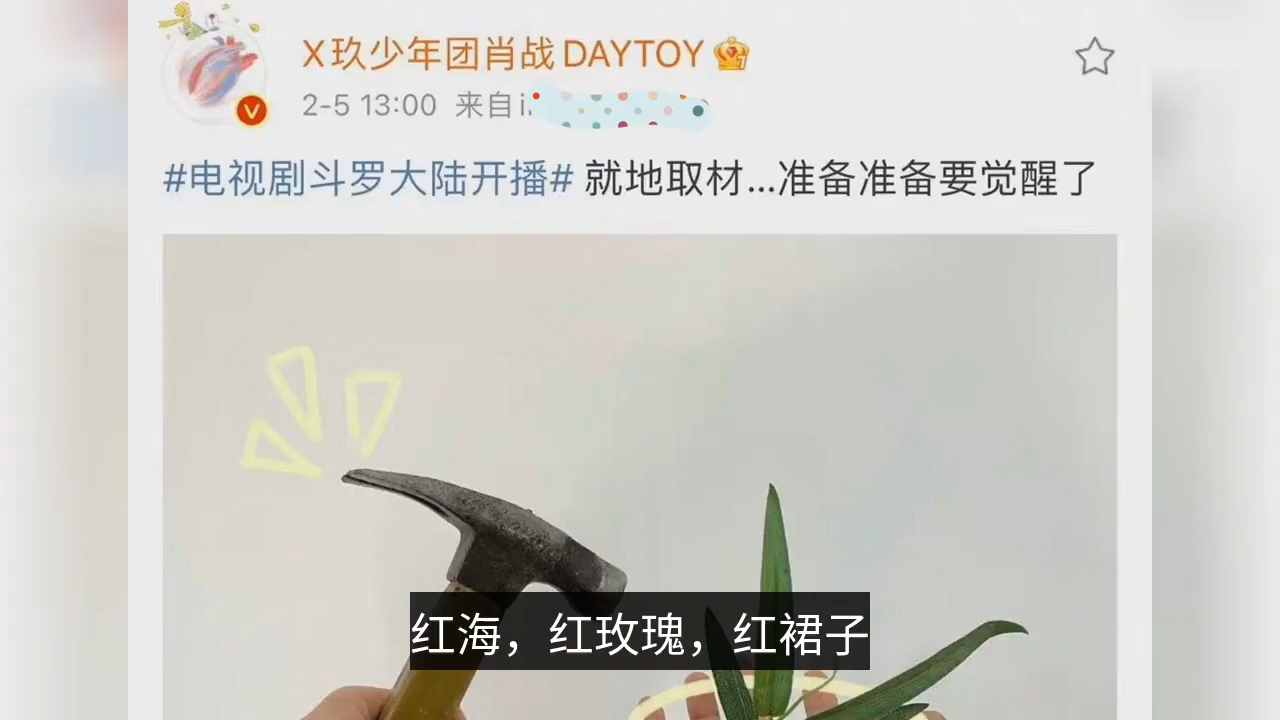 X玖少年团肖战DAYTOY
2-5 13:00 来自i
#电视剧斗罗大陆开播# 就地取材...准备准备要觉醒了
红海，红玫瑰，红裙子